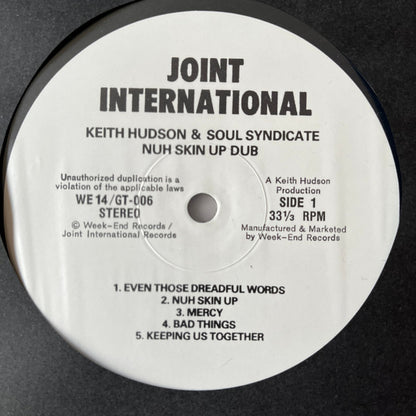 JOINT
INTERNATIONAL
KEITH HUDSON & SOUL SYNDICATE
NUH SKIN UP DUB
Unauthorized duplication is a
violation of the applicable laws
WE 14/GT-006
STEREO
© Week-End Records /
Joint International Records
A Keith Hudson
Production
SIDE 1
33⅓ RPM
Manufactured & Marketed
by Week-End Records
1. EVEN THOSE DREADFUL WORDS
2. NUH SKIN UP
3. MERCY
4. BAD THINGS
5. KEEPING US TOGETHER